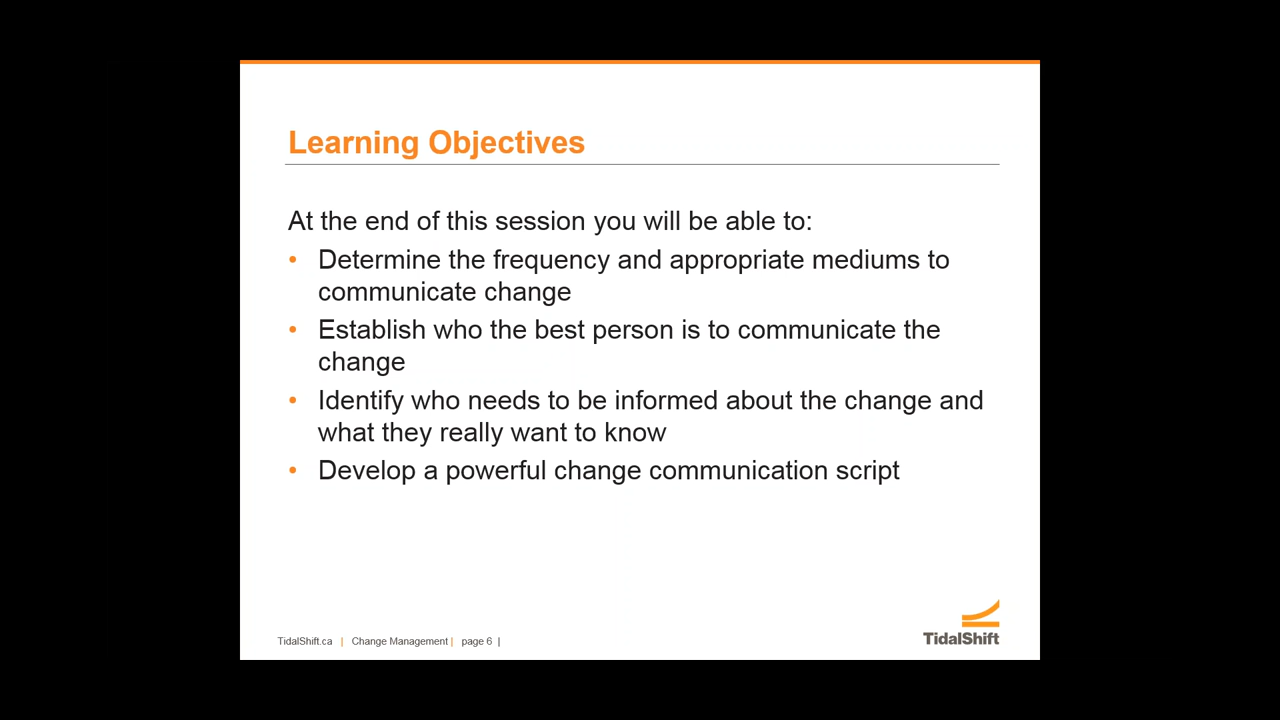 Learning Objectives
At the end of this session you will be able to:
• Determine the frequency and appropriate mediums to
communicate change
• Establish who the best person is to communicate the
change
• Identify who needs to be informed about the change and
what they really want to know
• Develop a powerful change communication script
TidalShift.ca | Change Management | page 6 |
TidalShift